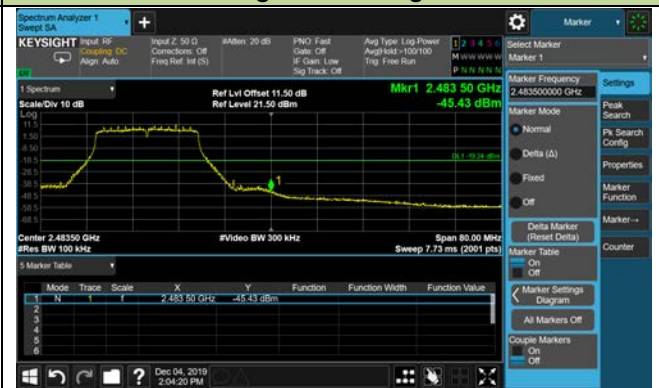 Spectrum Analyzer 1
Swept SA
Marker
KEYSIGHT
Input: RF
Coupling: DC
Align: Auto
Input Z: 50 Ω
Corrections: Off
Freq Ref: Int (S)
#Atten: 20 dB
PNO: Fast
Gate: Off
IF Gain: Low
Sig Track: Off
Avg Type: Log-Power
Avg|Hold:>100/100
Trig: Free Run
1 2 3 4 5 6
M W W W W W
P N N N N N
Select Marker
Marker 1
1 Spectrum
Scale/Div 10 dB
Log
Ref Lvl Offset 11.50 dB
Ref Level 21.50 dBm
Mkr1 2.483 50 GHz
-45.43 dBm
11.5
1.50
-8.50
-18.5
-28.5
-38.5
-48.5
-58.5
-68.5
DL1 -19.24 dBm
1
Center 2.48350 GHz
#Res BW 100 kHz
#Video BW 300 kHz
Span 80.00 MHz
Sweep 7.73 ms (2001 pts)
5 Marker Table
Mode Trace Scale X Y Function Function Width Function Value
1 N 1 f 2.483 50 GHz -45.43 dBm
2
3
4
5
6
Marker Frequency
2.483500000 GHz
Marker Mode
Normal
Delta (Δ)
Fixed
Off
Delta Marker
(Reset Delta)
Marker Table
On
Off
Marker Settings
Diagram
All Markers Off
Couple Markers
On
Off
Settings
Peak
Search
Pk Search
Config
Properties
Marker
Function
Marker→
Counter
Dec 04, 2019
2:04:20 PM